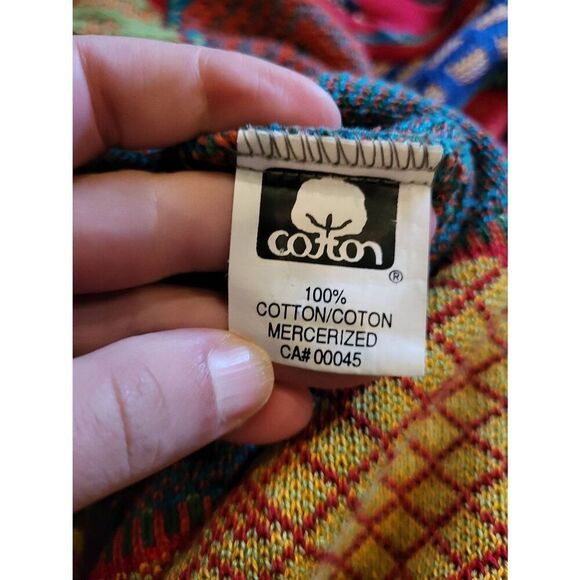 cotton
®
100%
COTTON/COTON
MERCERIZED
CA# 00045